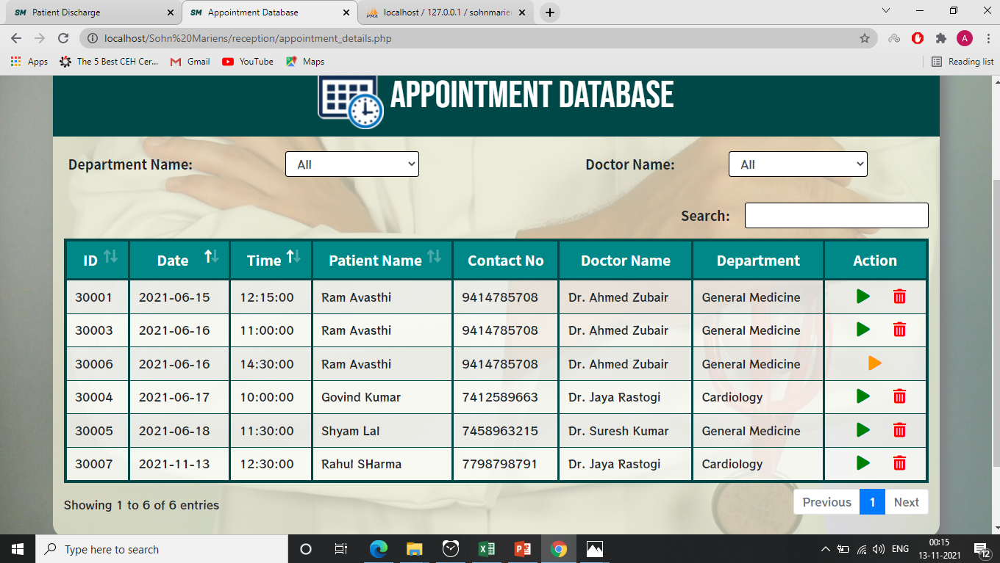 SM Patient Discharge
SM Appointment Database
PMA localhost / 127.0.0.1 / sohnmarie
localhost/Sohn%20Mariens/reception/appointment_details.php
A
Apps The 5 Best CEH Cer... Gmail YouTube Maps Reading list
APPOINTMENT DATABASE
Department Name: All Doctor Name: All
Search:
ID Date Time Patient Name Contact No Doctor Name Department Action
30001 2021-06-15 12:15:00 Ram Avasthi 9414785708 Dr. Ahmed Zubair General Medicine
30003 2021-06-16 11:00:00 Ram Avasthi 9414785708 Dr. Ahmed Zubair General Medicine
30006 2021-06-16 14:30:00 Ram Avasthi 9414785708 Dr. Ahmed Zubair General Medicine
30004 2021-06-17 10:00:00 Govind Kumar 7412589663 Dr. Jaya Rastogi Cardiology
30005 2021-06-18 11:30:00 Shyam Lal 7458963215 Dr. Suresh Kumar General Medicine
30007 2021-11-13 12:30:00 Rahul SHarma 7798798791 Dr. Jaya Rastogi Cardiology
Showing 1 to 6 of 6 entries Previous 1 Next
Type here to search
ENG
00:15
13-11-2021
12